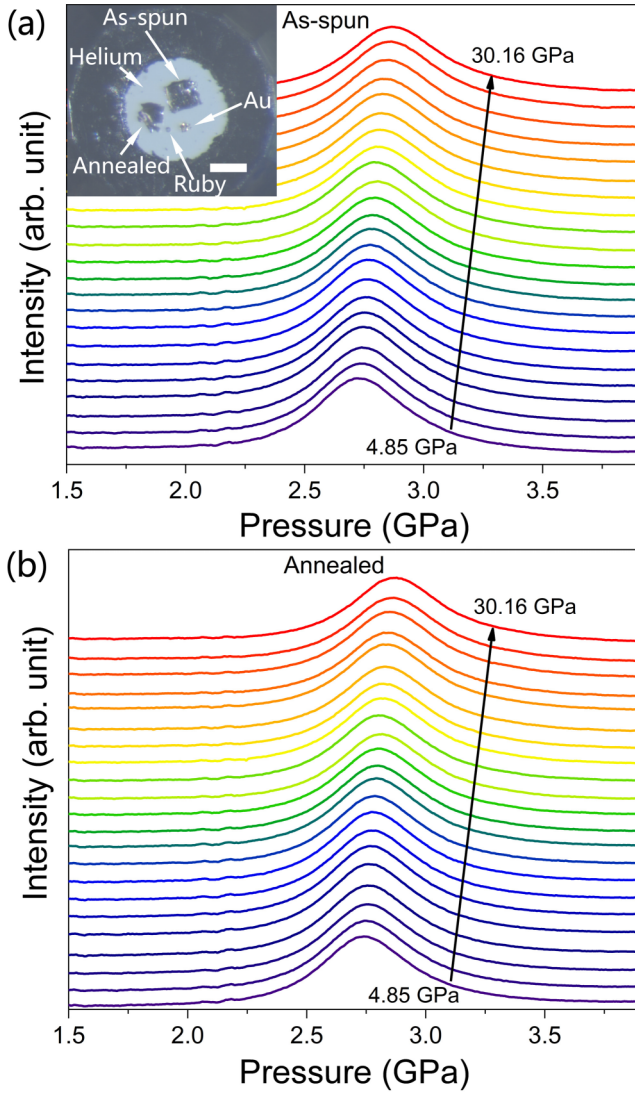 (a)
As-spun
As-spun
Helium
Au
Annealed
Ruby
30.16 GPa
4.85 GPa
Intensity (arb. unit)
1.5 2.0 2.5 3.0 3.5
Pressure (GPa)
(b)
Annealed
30.16 GPa
4.85 GPa
Intensity (arb. unit)
1.5 2.0 2.5 3.0 3.5
Pressure (GPa)